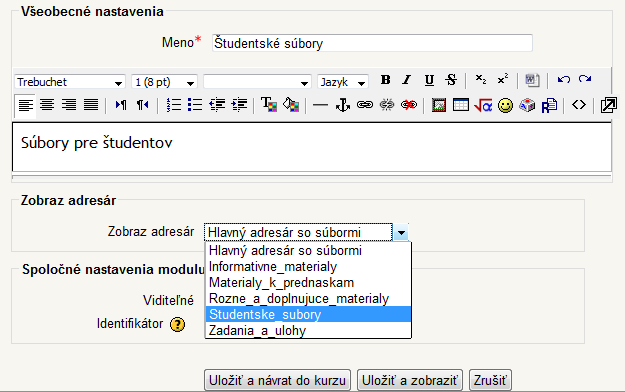 Všeobecné nastavenia
Meno* Študentské súbory
Trebuchet 1 (8 pt) Jazyk B I U S x₂ x² W
Súbory pre študentov
Zobraz adresár
Zobraz adresár Hlavný adresár so súbormi
Hlavný adresár so súbormi
Informativne_materialy
Materialy_k_prednaskam
Rozne_a_doplnujuce_materialy
Studentske_subory
Zadania_a_ulohy
Spoločné nastavenia modulu
Viditeľné
Identifikátor ?
Uložiť a návrat do kurzu Uložiť a zobraziť Zrušiť